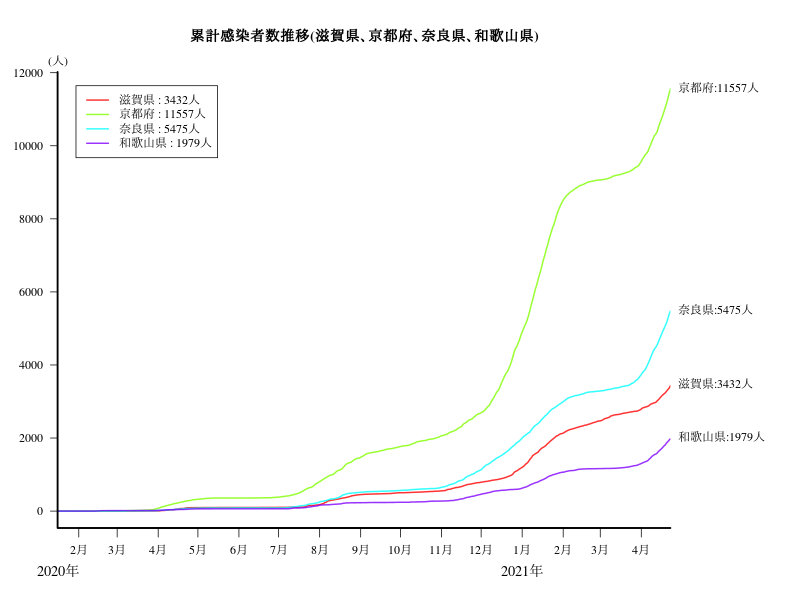 累計感染者数推移(滋賀県、京都府、奈良県、和歌山県)
(人)
12000
10000
8000
6000
4000
2000
0
滋賀県 : 3432人
京都府 : 11557人
奈良県 : 5475人
和歌山県 : 1979人
京都府:11557人
奈良県:5475人
滋賀県:3432人
和歌山県:1979人
2月 3月 4月 5月 6月 7月 8月 9月 10月 11月 12月 1月 2月 3月 4月
2020年 2021年